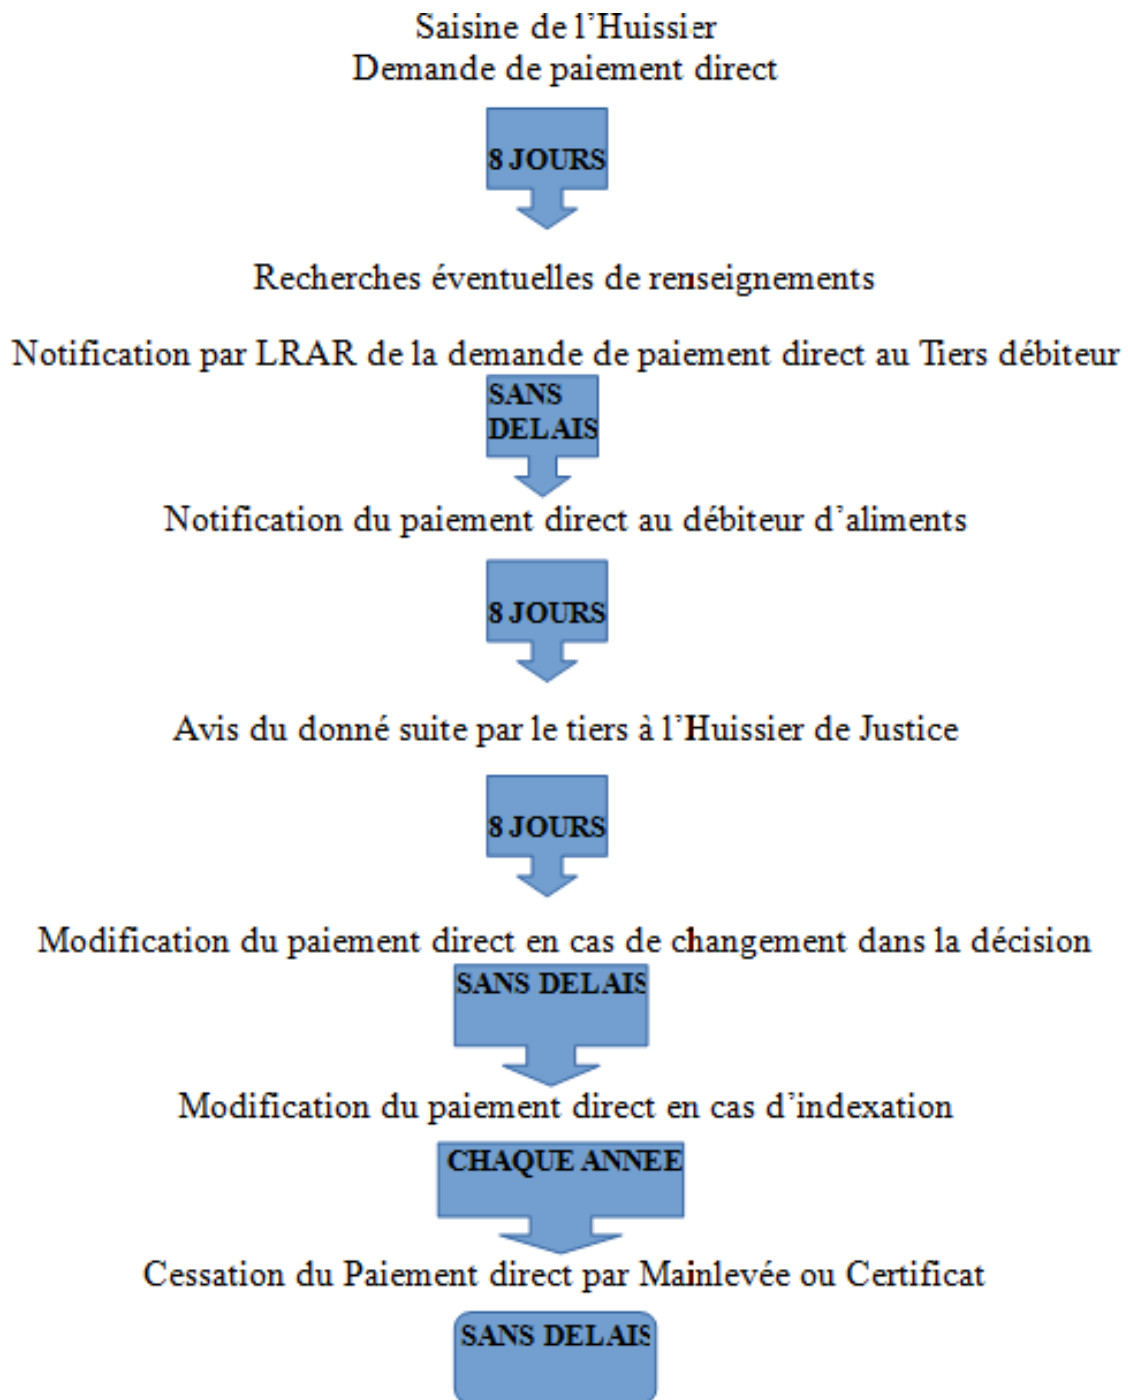 Saisine de l'Huissier
Demande de paiement direct
8 JOURS
Recherches éventuelles de renseignements
Notification par LRAR de la demande de paiement direct au Tiers débiteur
SANS
DELAIS
Notification du paiement direct au débiteur d'aliments
8 JOURS
Avis du donné suite par le tiers à l'Huissier de Justice
8 JOURS
Modification du paiement direct en cas de changement dans la décision
SANS DELAIS
Modification du paiement direct en cas d'indexation
CHAQUE ANNEE
Cessation du Paiement direct par Mainlevée ou Certificat
SANS DELAIS